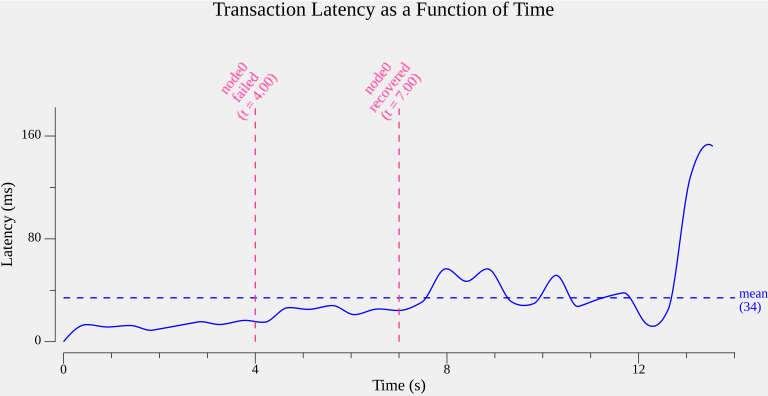 Transaction Latency as a Function of Time
node0
failed
(t = 4.00)
node0
recovered
(t = 7.00)
160
80
0
Latency (ms)
mean
(34)
0
4
8
12
Time (s)